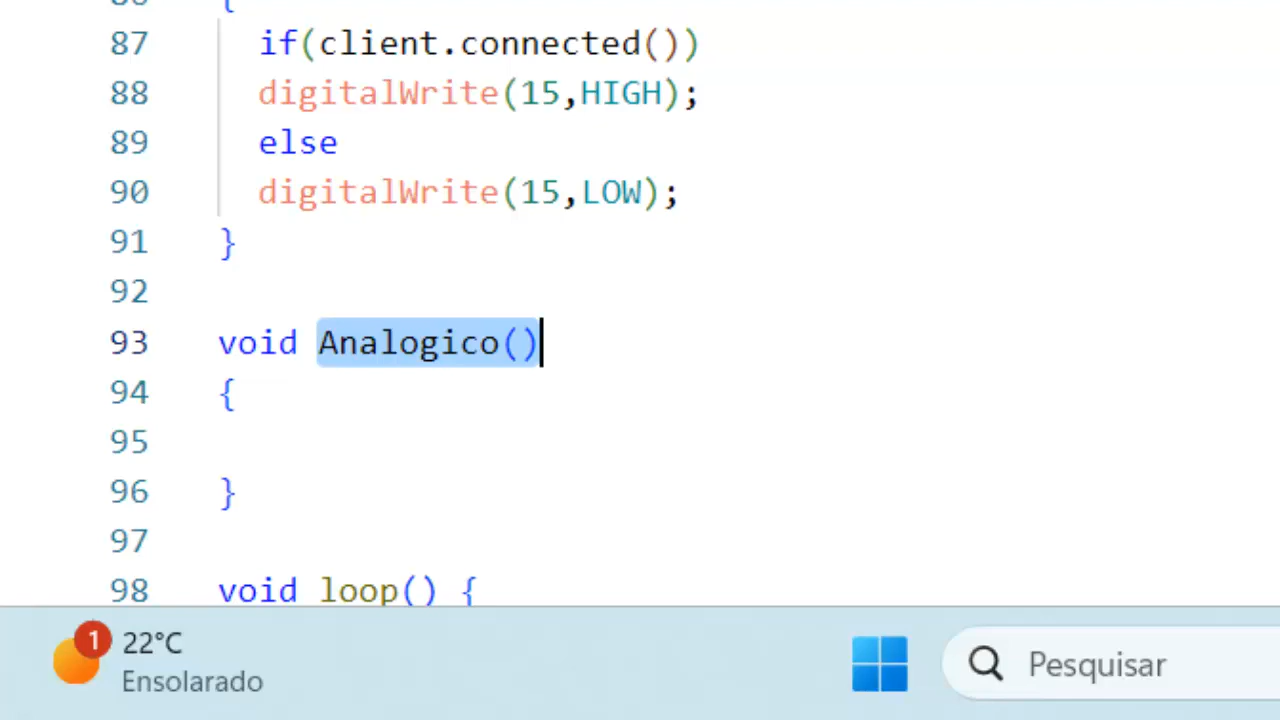 86 {
87 if(client.connected())
88 digitalWrite(15,HIGH);
89 else
90 digitalWrite(15,LOW);
91 }
92
93 void Analogico()
94 {
95
96 }
97
98 void loop() {
1
22°C
Ensolarado
Pesquisar